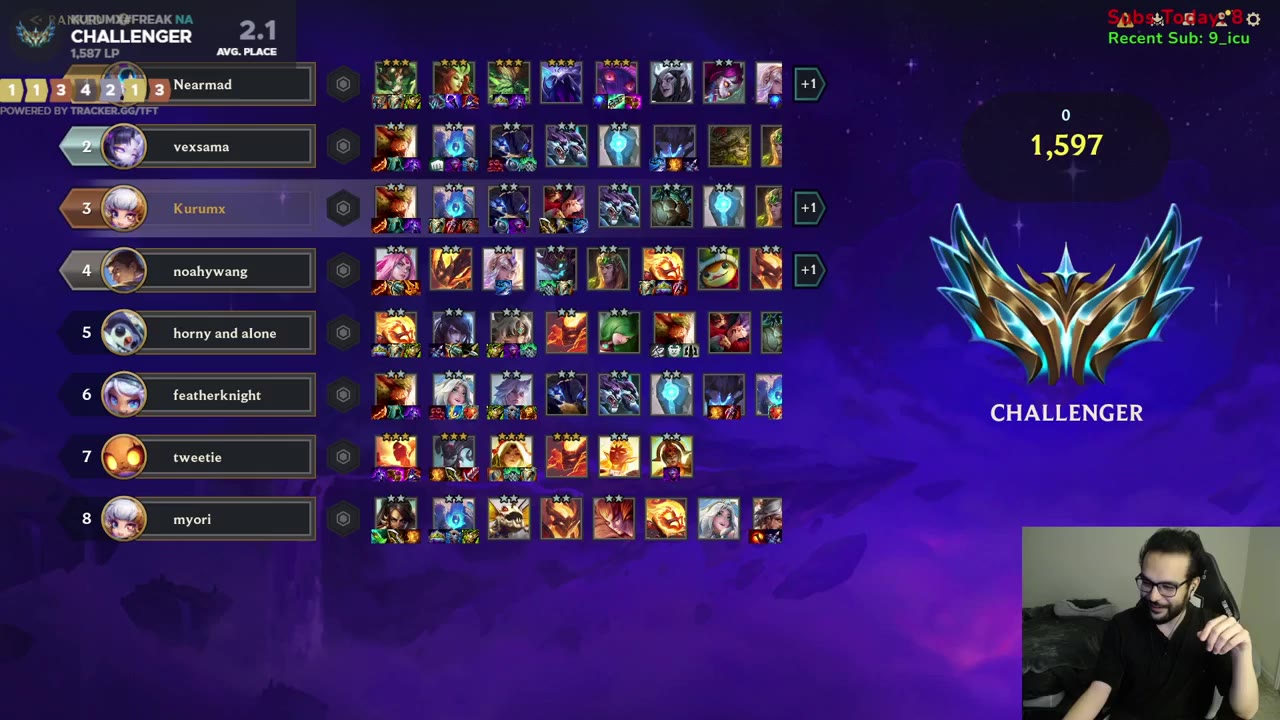 KURUMX#FREAK NA
CHALLENGER
1,587 LP
2.1
AVG. PLACE
1 1 3 4 2 1 3
POWERED BY TRACKER.GG/TFT
Subs Today: 8
Recent Sub: 9_icu
Nearmad
+1
2
vexsama
3
Kurumx
+1
4
noahywang
+1
5
horny and alone
6
featherknight
7
tweetie
8
myori
0
1,597
CHALLENGER